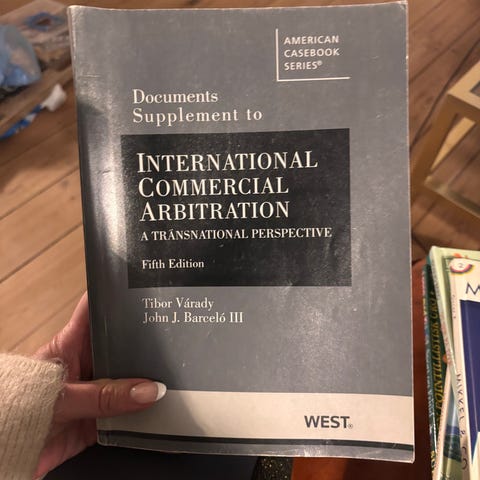 AMERICAN
CASEBOOK
SERIES®
Documents
Supplement to
INTERNATIONAL
COMMERCIAL
ARBITRATION
A TRANSNATIONAL PERSPECTIVE
Fifth Edition
Tibor Várady
John J. Barceló III
WEST®